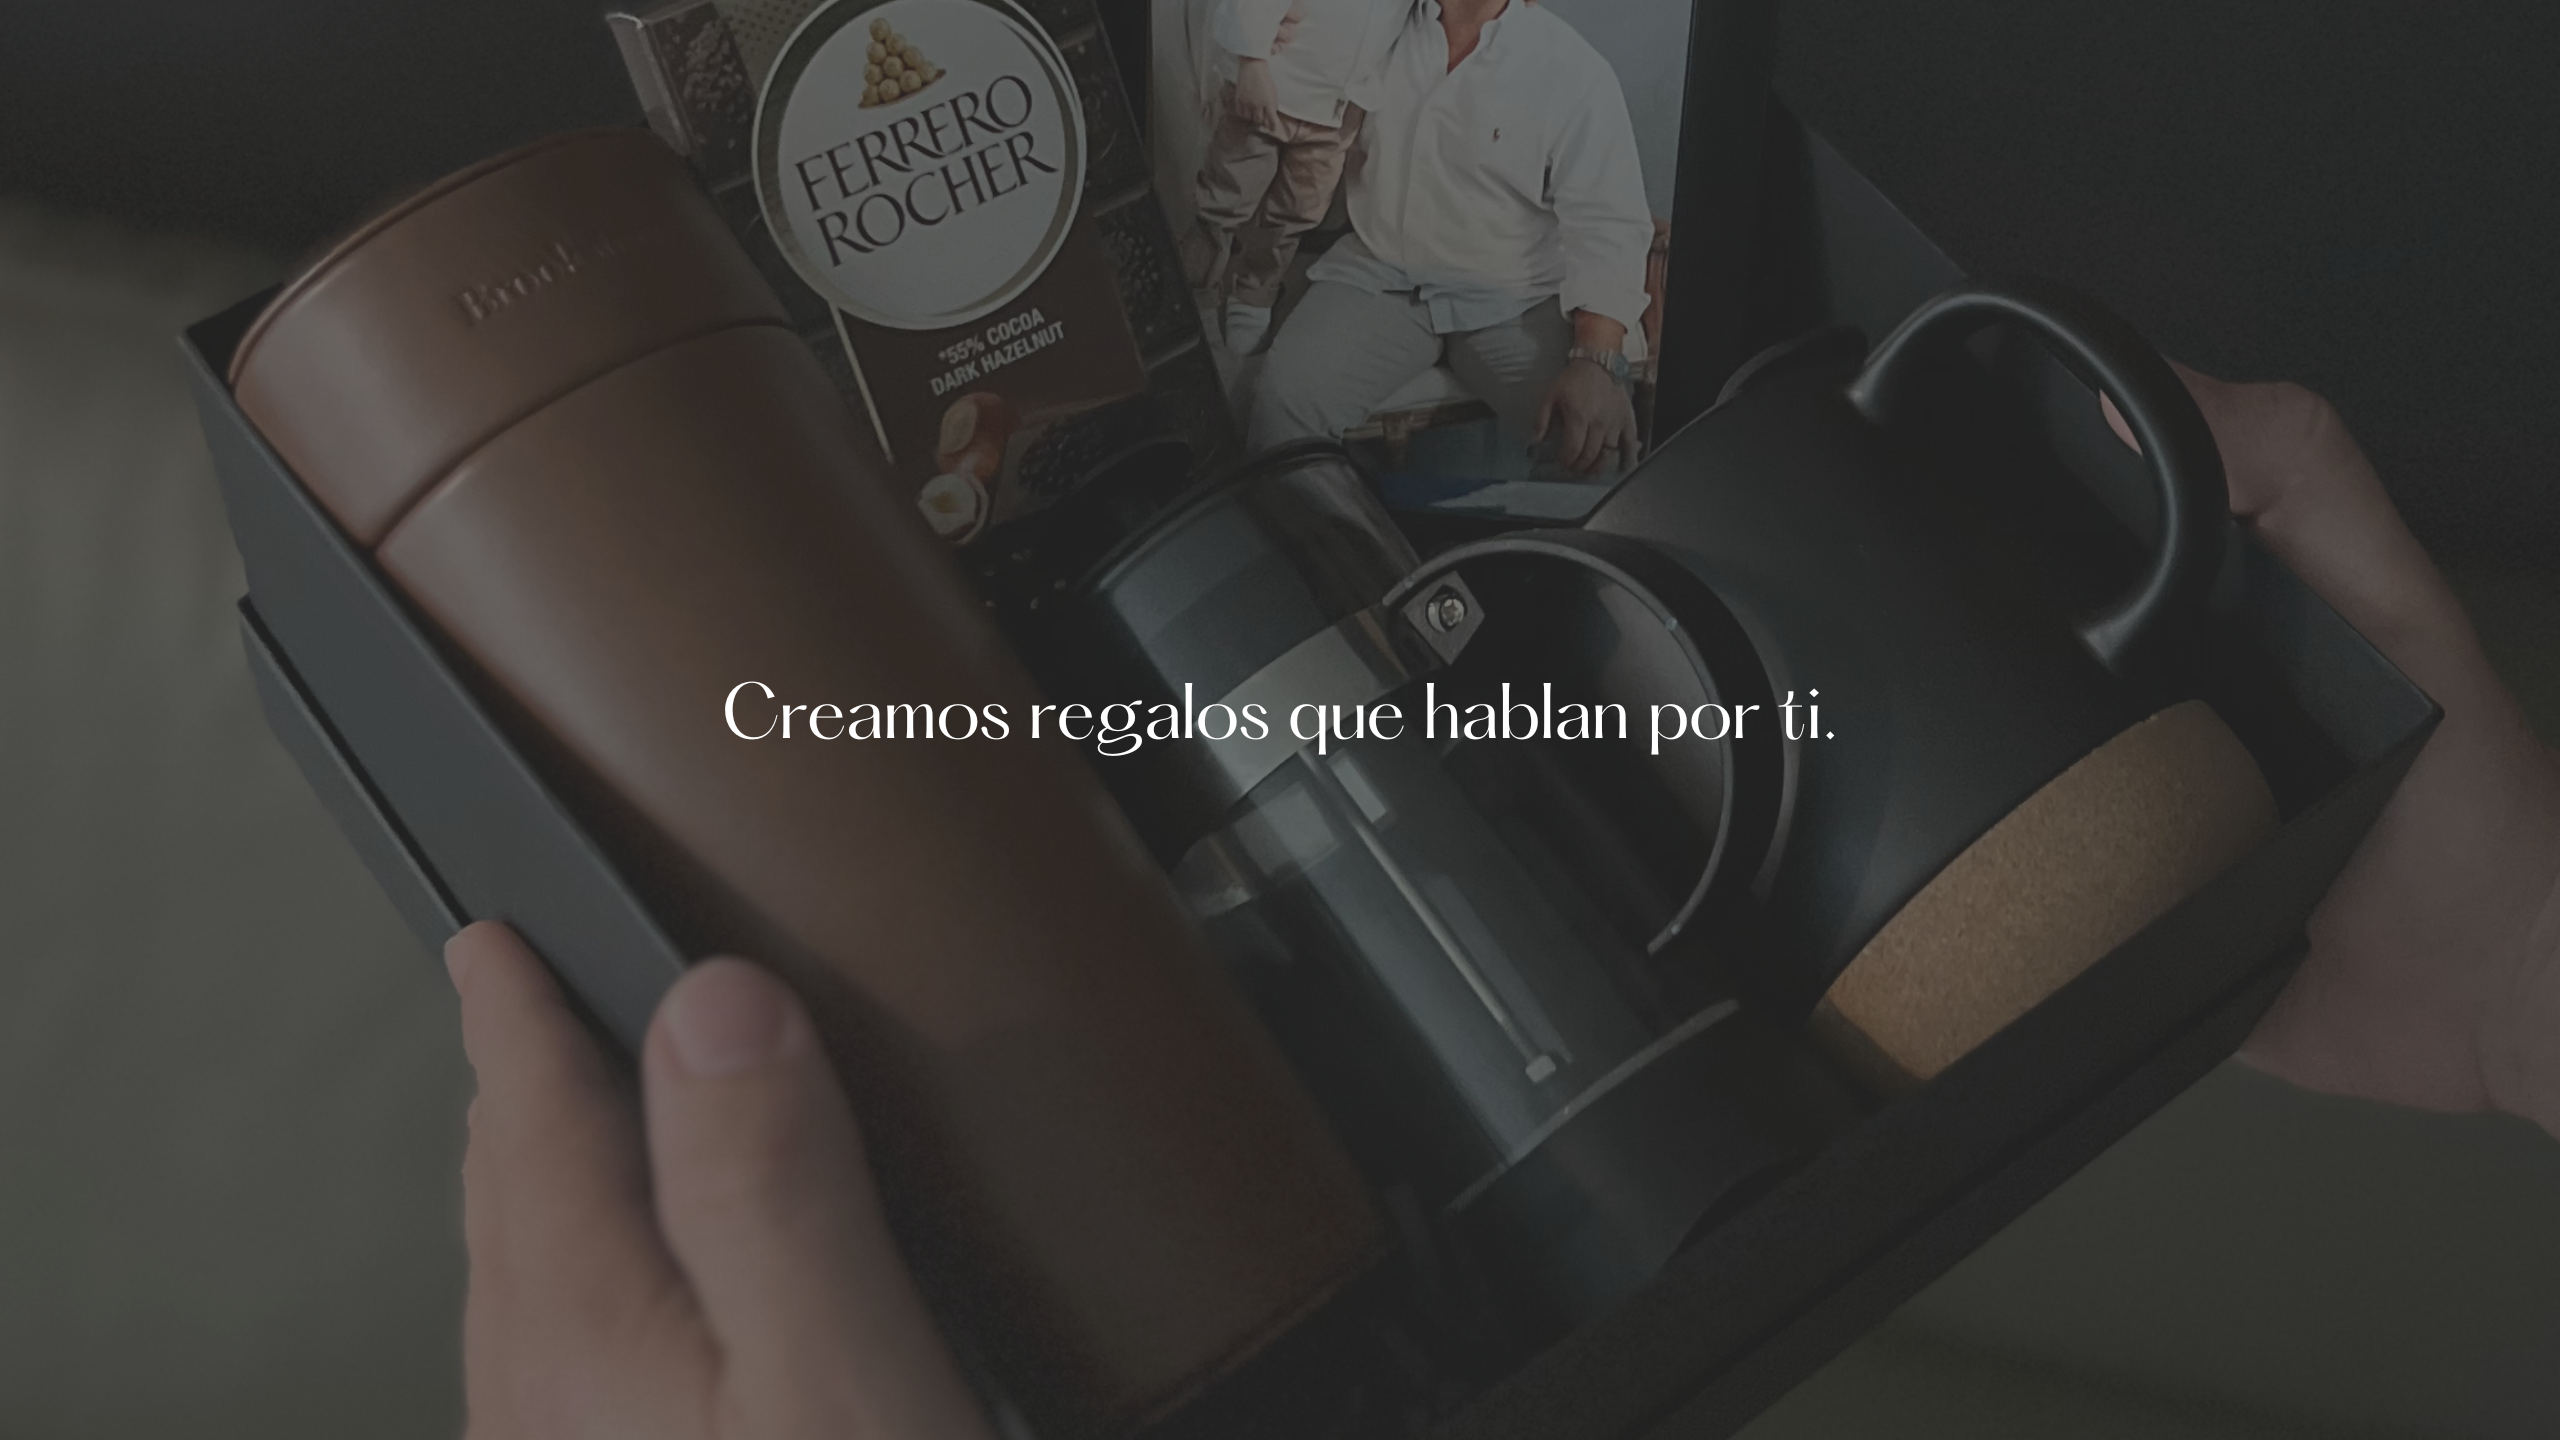 FERRERO
ROCHER
*55% COCOA
DARK HAZELNUT
Creamos regalos que hablan por ti.